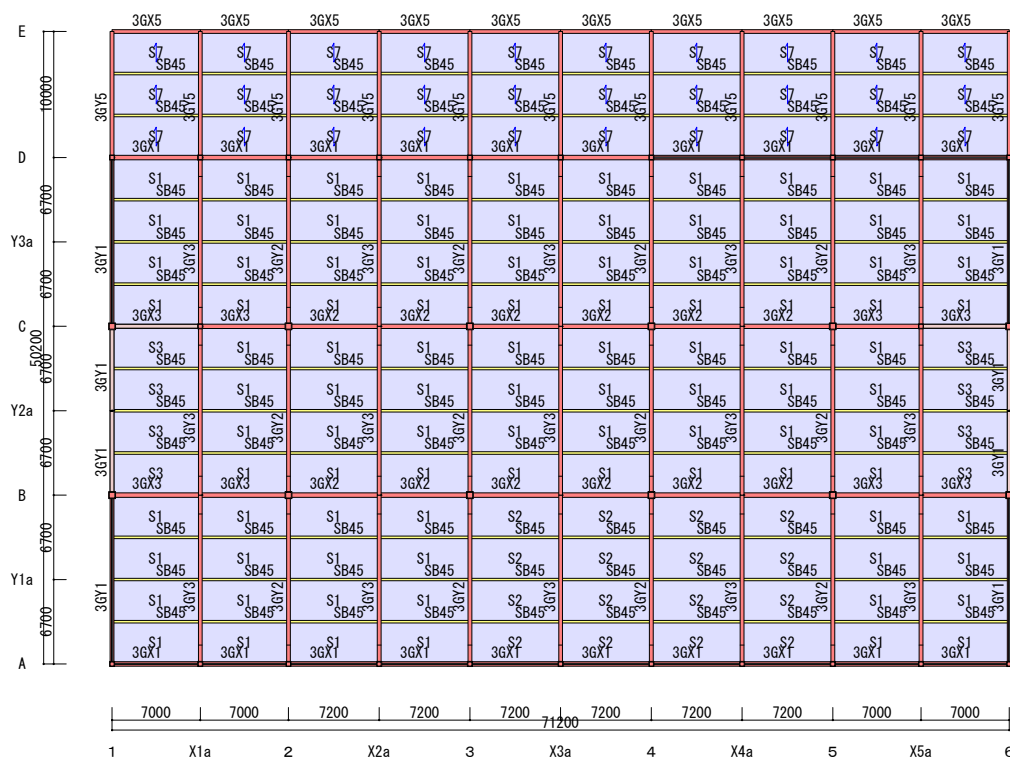 3GX5 3GX5 3GX5 3GX5 3GX5 3GX5 3GX5 3GX5 3GX5 3GX5
E
S7 S7 S7 S7 S7 S7 S7 S7 S7 S7
SB45 SB45 SB45 SB45 SB45 SB45 SB45 SB45 SB45 SB45
10000
3GY5 3GY5 3GY5 3GY5 3GY5 3GY5
S7 S7 S7 S7 S7 S7 S7 S7 S7 S7
SB45 SB45 SB45 SB45 SB45 SB45 SB45 SB45 SB45 SB45
S7 S7 S7 S7 S7 S7 S7 S7 S7 S7
3GX1 3GX1 3GX1 3GX1 3GX1 3GX1 3GX1 3GX1 3GX1 3GX1
D
S1 S1 S1 S1 S1 S1 S1 S1 S1 S1
SB45 SB45 SB45 SB45 SB45 SB45 SB45 SB45 SB45 SB45
6700
S1 S1 S1 S1 S1 S1 S1 S1 S1 S1
SB45 SB45 SB45 SB45 SB45 SB45 SB45 SB45 SB45 SB45
Y3a
3GY1 3GY3 3GY2 3GY3 3GY2 3GY3 3GY2 3GY3 3GY2 3GY3 3GY1
S1 S1 S1 S1 S1 S1 S1 S1 S1 S1
SB45 SB45 SB45 SB45 SB45 SB45 SB45 SB45 SB45 SB45
6700
S1 S1 S1 S1 S1 S1 S1 S1 S1 S1
3GX3 3GX3 3GX2 3GX2 3GX2 3GX2 3GX2 3GX2 3GX3 3GX3
C
50200
S3 S1 S1 S1 S1 S1 S1 S1 S1 S3
SB45 SB45 SB45 SB45 SB45 SB45 SB45 SB45 SB45 SB45
6700
3GY1 3GY1
S3 S1 S1 S1 S1 S1 S1 S1 S1 S3
SB45 SB45 SB45 SB45 SB45 SB45 SB45 SB45 SB45 SB45
Y2a
3GY3 3GY2 3GY3 3GY2 3GY3 3GY2 3GY3 3GY2 3GY3
S3 S1 S1 S1 S1 S1 S1 S1 S1 S3
SB45 SB45 SB45 SB45 SB45 SB45 SB45 SB45 SB45 SB45
6700
3GY1 3GY1
S3 S1 S1 S1 S1 S1 S1 S1 S1 S3
3GX3 3GX3 3GX2 3GX2 3GX2 3GX2 3GX2 3GX2 3GX3 3GX3
B
S1 S1 S1 S1 S2 S2 S2 S2 S1 S1
SB45 SB45 SB45 SB45 SB45 SB45 SB45 SB45 SB45 SB45
6700
S1 S1 S1 S1 S2 S2 S2 S2 S1 S1
SB45 SB45 SB45 SB45 SB45 SB45 SB45 SB45 SB45 SB45
Y1a
3GY1 3GY3 3GY2 3GY3 3GY2 3GY3 3GY2 3GY3 3GY2 3GY3 3GY1
S1 S1 S1 S1 S2 S2 S2 S2 S1 S1
SB45 SB45 SB45 SB45 SB45 SB45 SB45 SB45 SB45 SB45
6700
S1 S1 S1 S1 S2 S2 S2 S2 S1 S1
3GX1 3GX1 3GX1 3GX1 3GX1 3GX1 3GX1 3GX1 3GX1 3GX1
A
7000 7000 7200 7200 7200 7200 7200 7200 7000 7000
71200
1 X1a 2 X2a 3 X3a 4 X4a 5 X5a 6